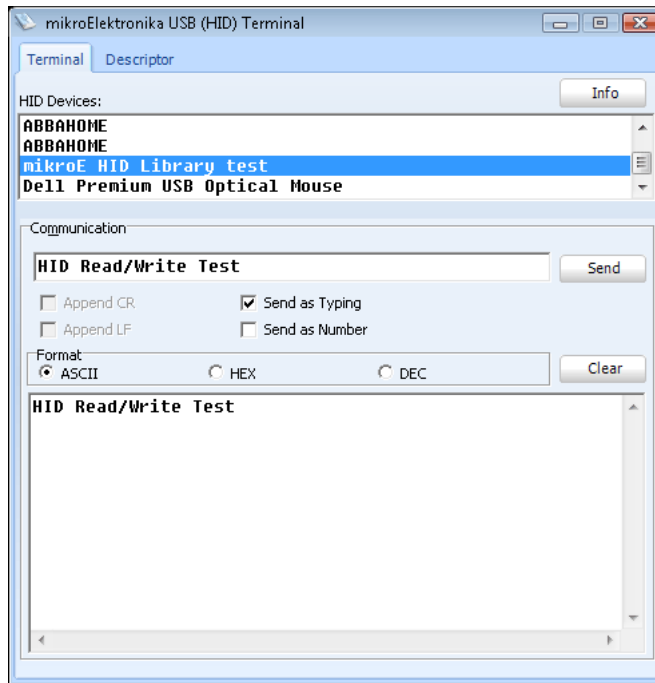 mikroElektronika USB (HID) Terminal
Terminal Descriptor
Info
HID Devices:
ABBAHOME
ABBAHOME
mikroE HID Library test
Dell Premium USB Optical Mouse
Communication
HID Read/Write Test
Send
Append CR Send as Typing
Append LF Send as Number
Format
ASCII HEX DEC
Clear
HID Read/Write Test